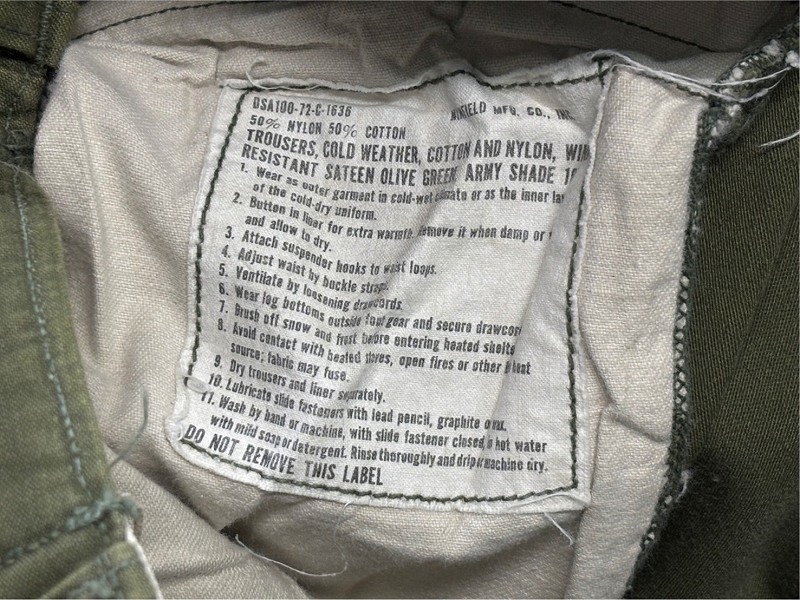 DSA100-72-C-1636
MFG. CO., INC.
50% NYLON 50% COTTON
TROUSERS, COLD WEATHER, COTTON AND NYLON,
RESISTANT SATEEN OLIVE GREEN ARMY SHADE
1. Wear as outer garment in cold-wet climate or as the inner
of the cold-dry uniform.
2. Button in liner for extra warmth. Remove it when damp or
and allow to dry.
3. Attach suspender hooks to waist loops.
4. Adjust waist by buckle straps.
5. Ventilate by loosening drawcords.
6. Wear leg bottoms outside footgear and secure
7. Brush off snow and frost before entering heated
8. Avoid contact with heated stoves, open fires or other heat
source; fabric may fuse.
9. Dry trousers and liner separately.
10. Lubricate slide fasteners with lead pencil, graphite or wax.
11. Wash by hand or machine, with slide fastener closed, hot water
with mild soap or detergent. Rinse thoroughly and drip or machine dry.
DO NOT REMOVE THIS LABEL